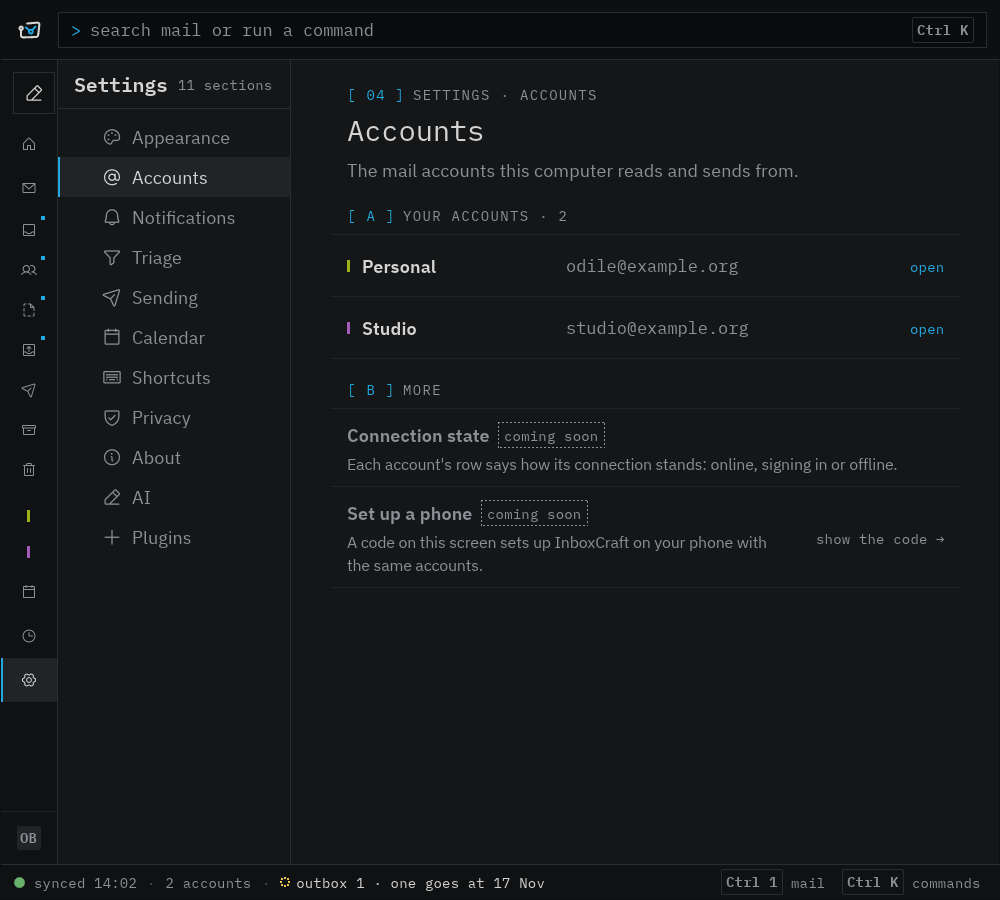 > search mail or run a command
Ctrl K
Settings 11 sections
Appearance
Accounts
Notifications
Triage
Sending
Calendar
Shortcuts
Privacy
About
AI
Plugins
[ 04 ] SETTINGS · ACCOUNTS
Accounts
The mail accounts this computer reads and sends from.
[ A ] YOUR ACCOUNTS · 2
Personal odile@example.org open
Studio studio@example.org open
[ B ] MORE
Connection state coming soon
Each account's row says how its connection stands: online, signing in or offline.
Set up a phone coming soon
A code on this screen sets up InboxCraft on your phone with
the same accounts.
show the code →
OB
synced 14:02 · 2 accounts · outbox 1 · one goes at 17 Nov
Ctrl 1 mail Ctrl K commands